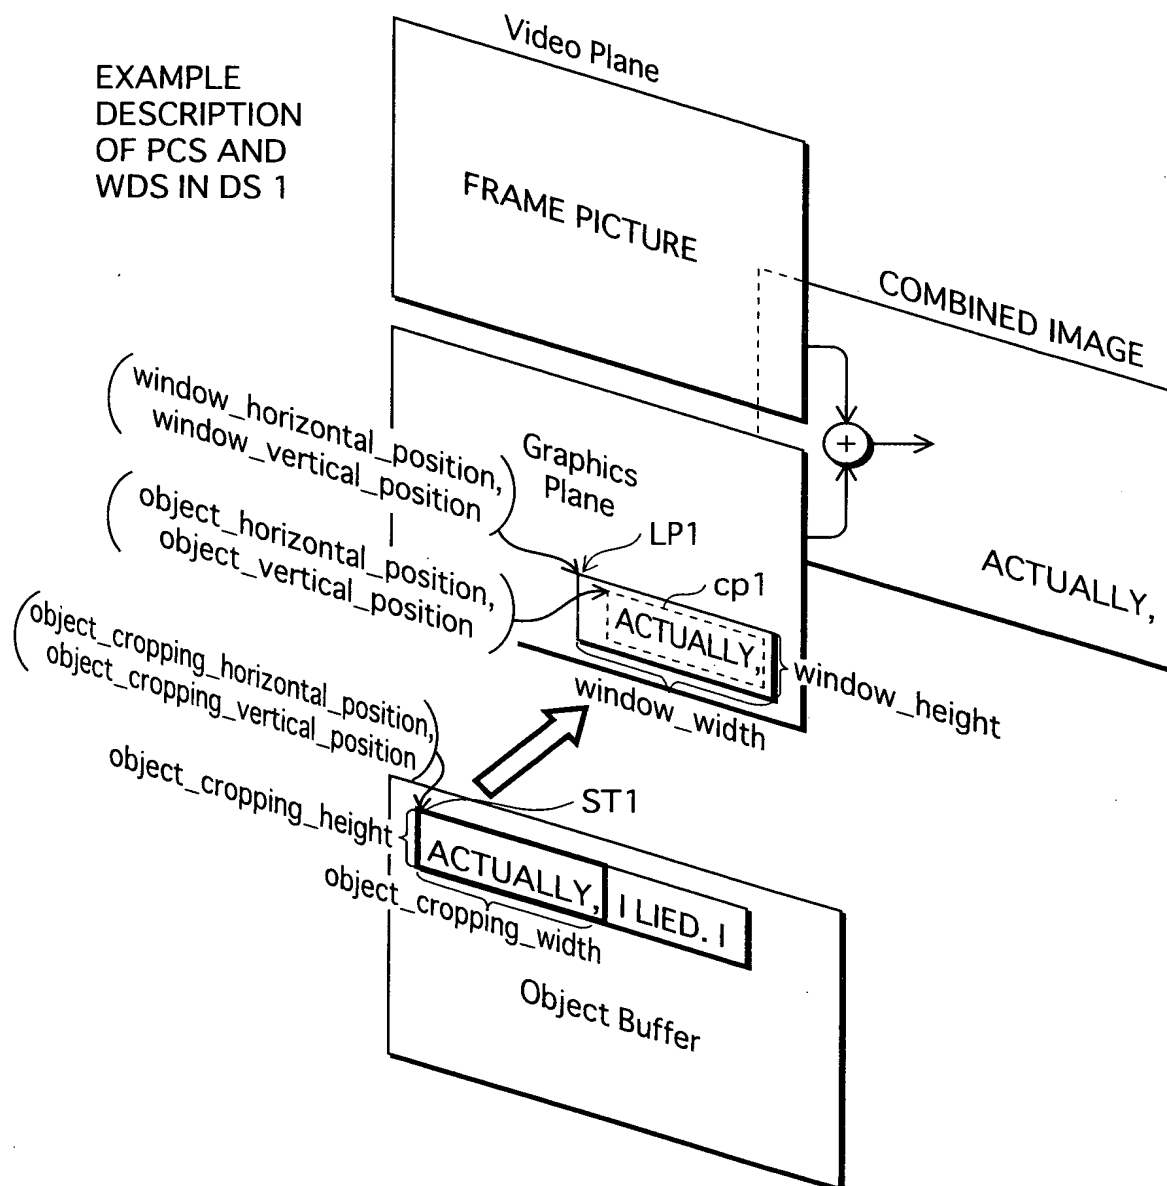 EXAMPLE
DESCRIPTION
OF PCS AND
WDS IN DS 1
Video Plane
FRAME PICTURE
COMBINED IMAGE
(window_horizontal_position,
window_vertical_position)
Graphics
Plane
(object_horizontal_position,
object_vertical_position)
LP1
cp1
+
ACTUALLY,
ACTUALLY,
(object_cropping_horizontal_position,
object_cropping_vertical_position)
window_height
window_width
object_cropping_height
ST1
ACTUALLY, I LIED. I
object_cropping_width
Object Buffer